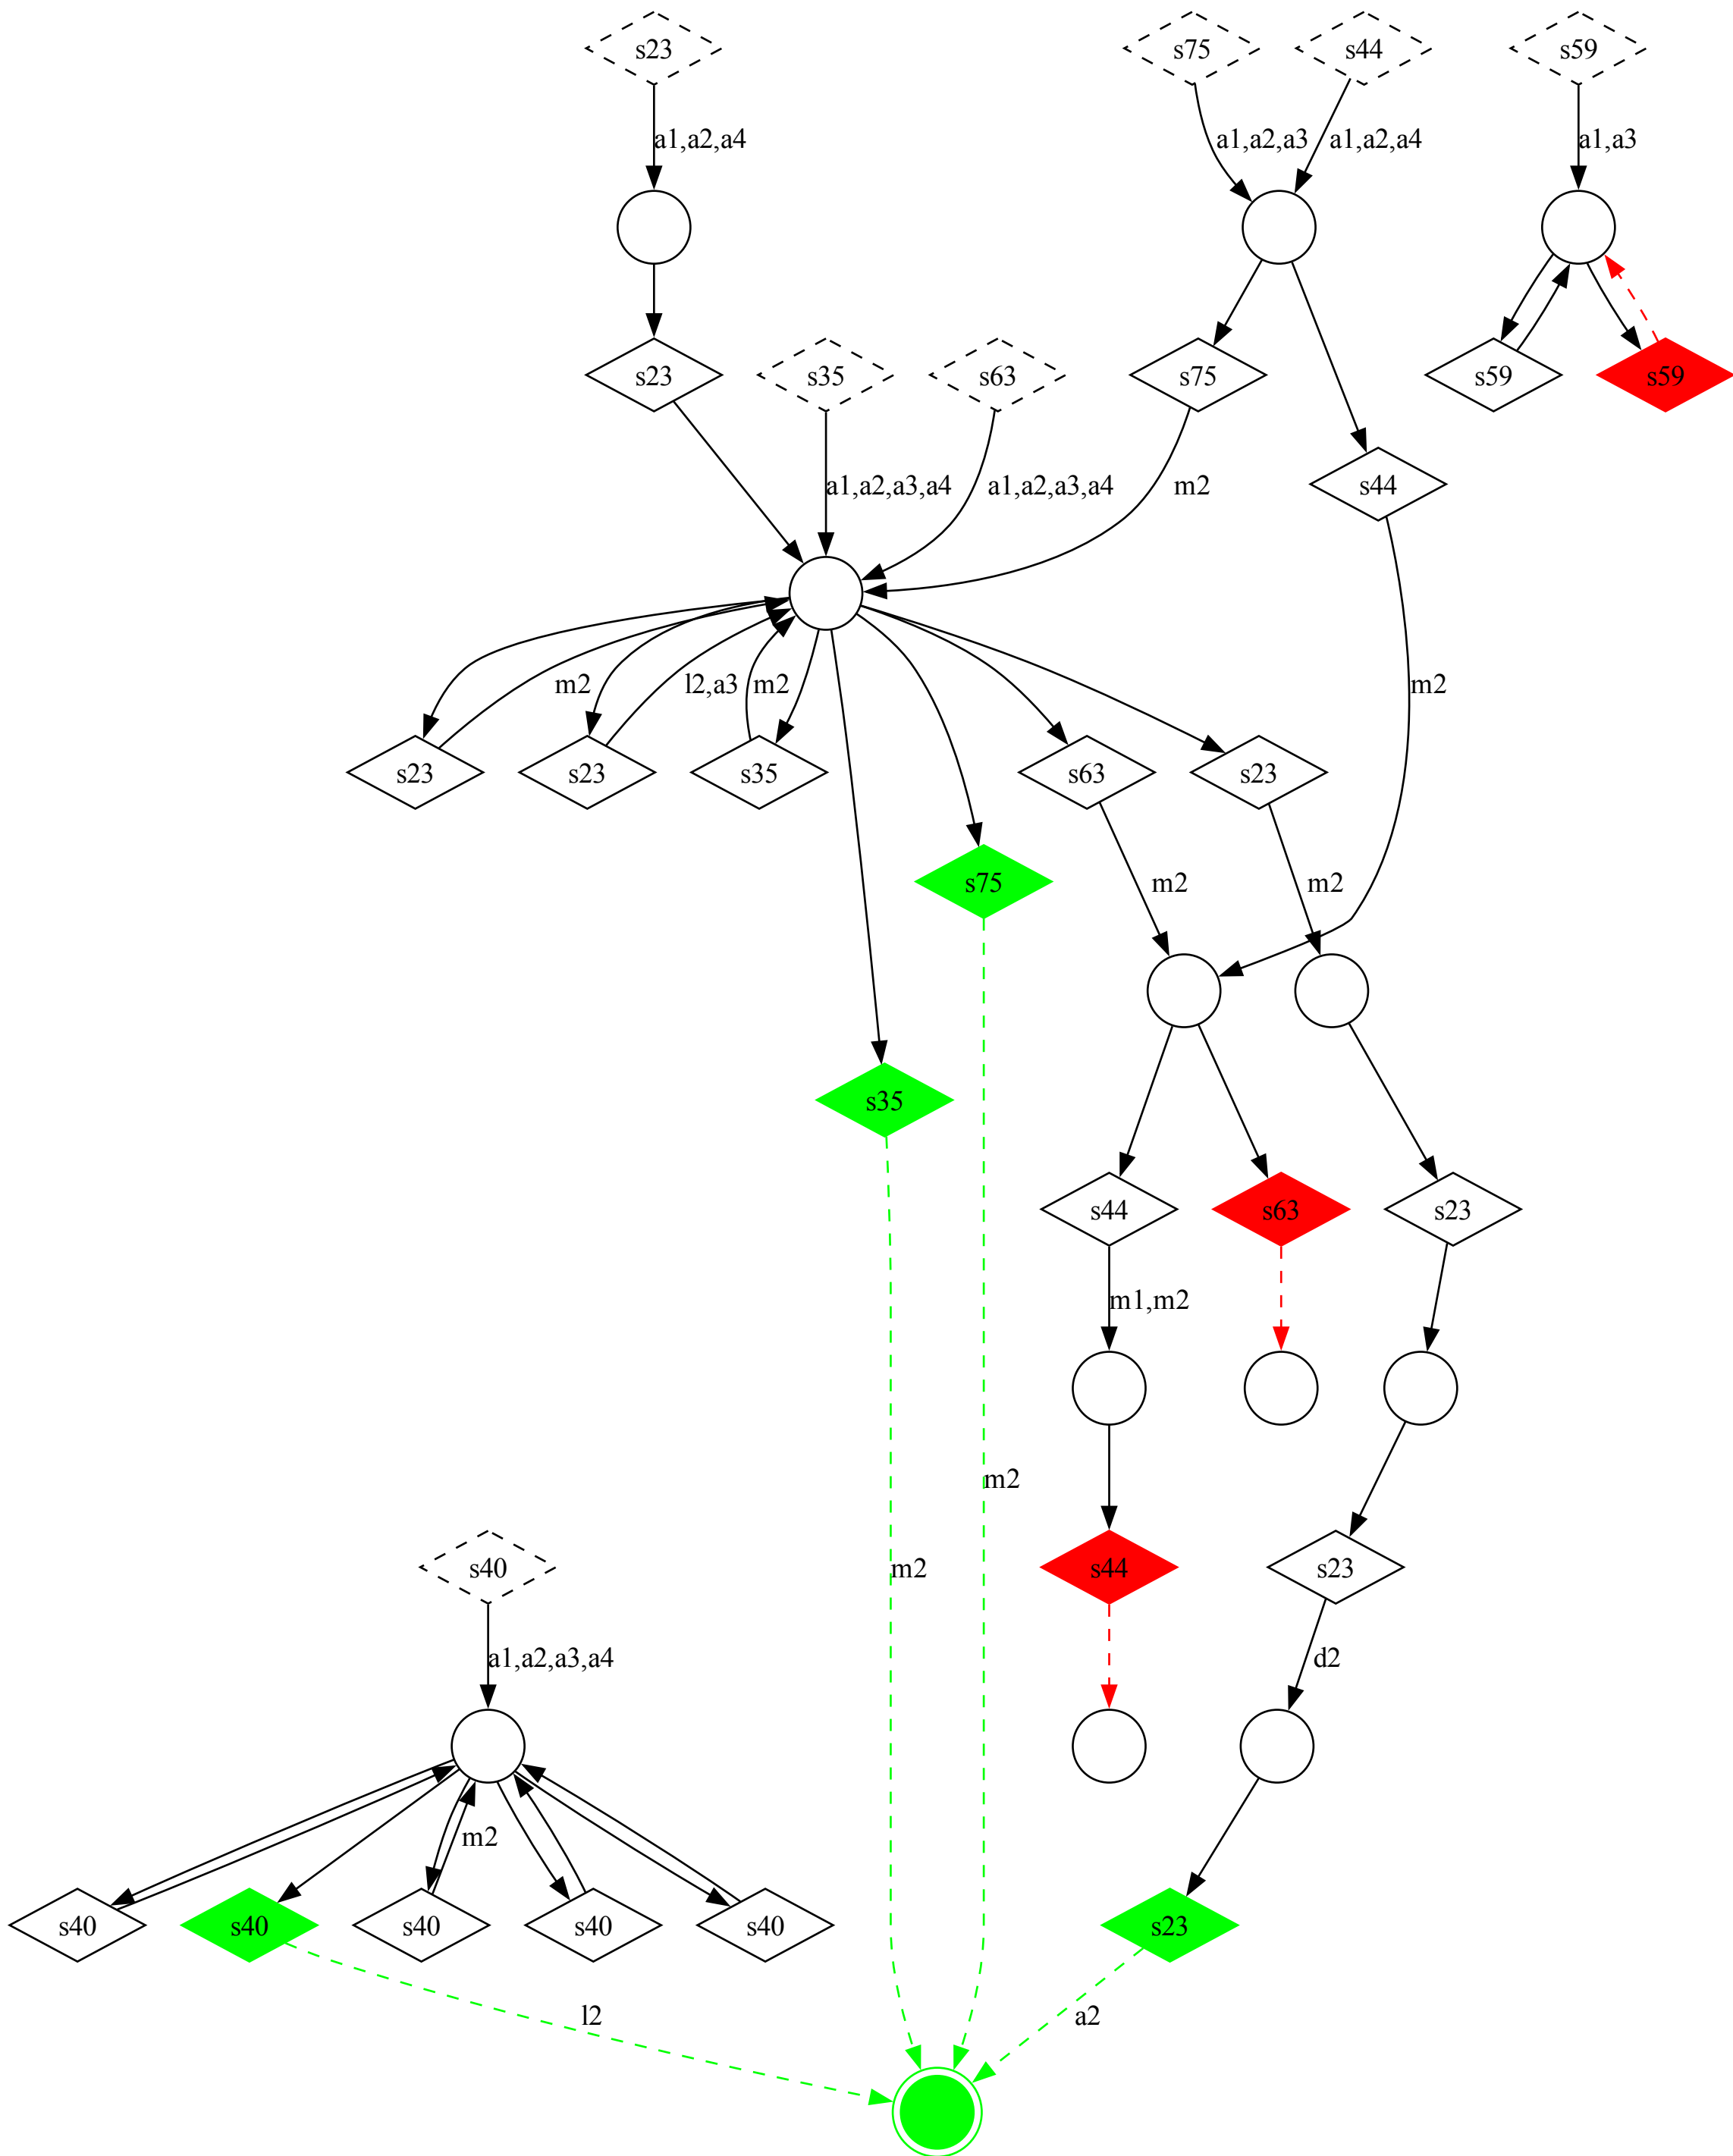 s23
s75
s44
s59
a1,a2,a4
a1,a2,a3
a1,a2,a4
a1,a3
s23
s35
s63
s75
s59
s59
s44
a1,a2,a3,a4
a1,a2,a3,a4
m2
m2
l2,a3
m2
m2
s23
s23
s35
s63
s23
s75
m2
m2
s35
s44
s63
s23
m1,m2
m2
s40
m2
s44
s23
a1,a2,a3,a4
d2
m2
s40
s40
s40
s40
s40
s23
l2
a2